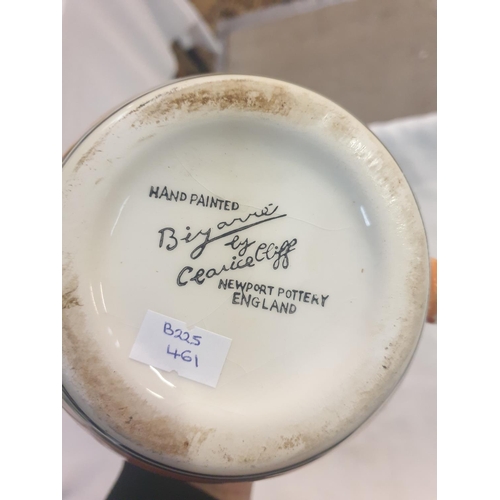 HAND PAINTED
Bizarre
by
Clarice Cliff
NEWPORT POTTERY
ENGLAND
B225
461